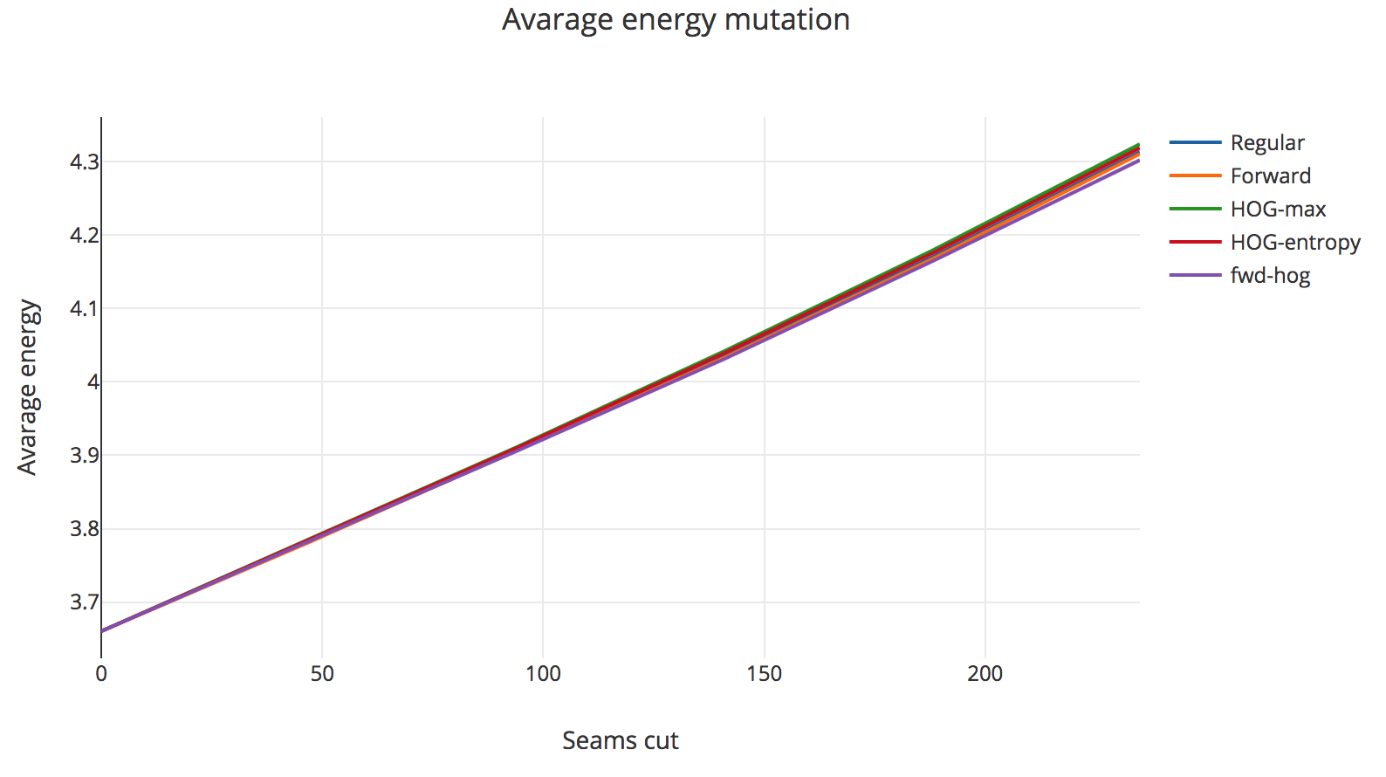 Avarage energy mutation
Avarage energy
4.3
4.2
4.1
4
3.9
3.8
3.7
0 50 100 150 200
Seams cut
Regular
Forward
HOG-max
HOG-entropy
fwd-hog